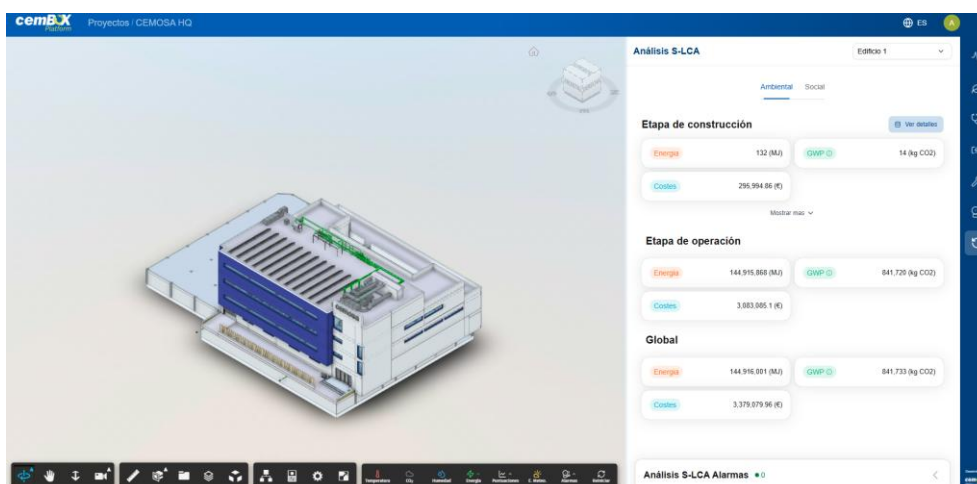 cemBOX Platform
Proyectos / CEMOSA HQ
ES
A
Análisis S-LCA
Edificio 1
Ambiental Social
Etapa de construcción
Ver detalles
Energía 132 (MJ) GWP 14 (kg CO2)
Costes 295,994.86 (€)
Mostrar mas
Etapa de operación
Energía 144,915,868 (MJ) GWP 841,720 (kg CO2)
Costes 3,083,085.1 (€)
Global
Energía 144,916,001 (MJ) GWP 841,733 (kg CO2)
Costes 3,379,079.96 (€)
CEMOSA
Temperatura CO₂ Humedad Energía Alarmas Reiniciar
Análisis S-LCA Alarmas 0